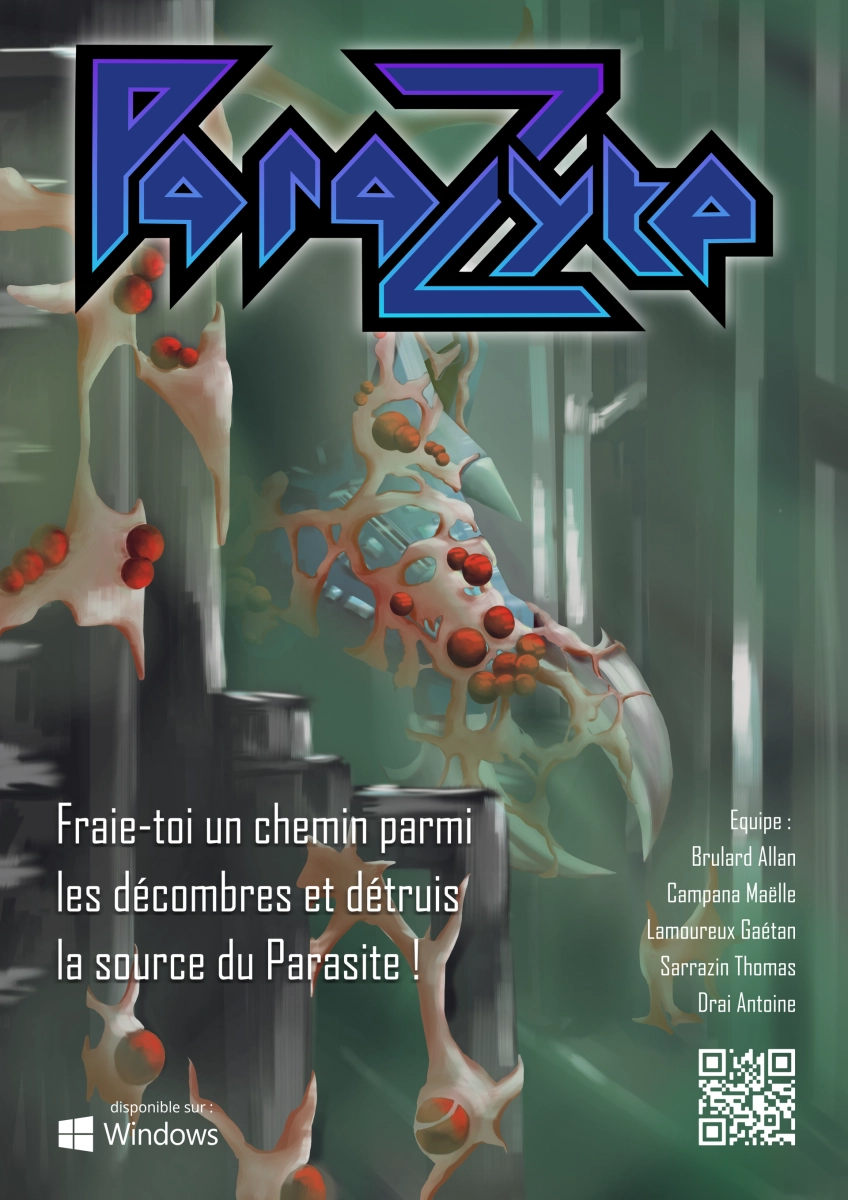 ParaZyte
Fraie-toi un chemin parmi
les décombres et détruis
la source du Parasite !
Equipe :
Brulard Allan
Campana Maëlle
Lamoureux Gaétan
Sarrazin Thomas
Drai Antoine
disponible sur :
Windows